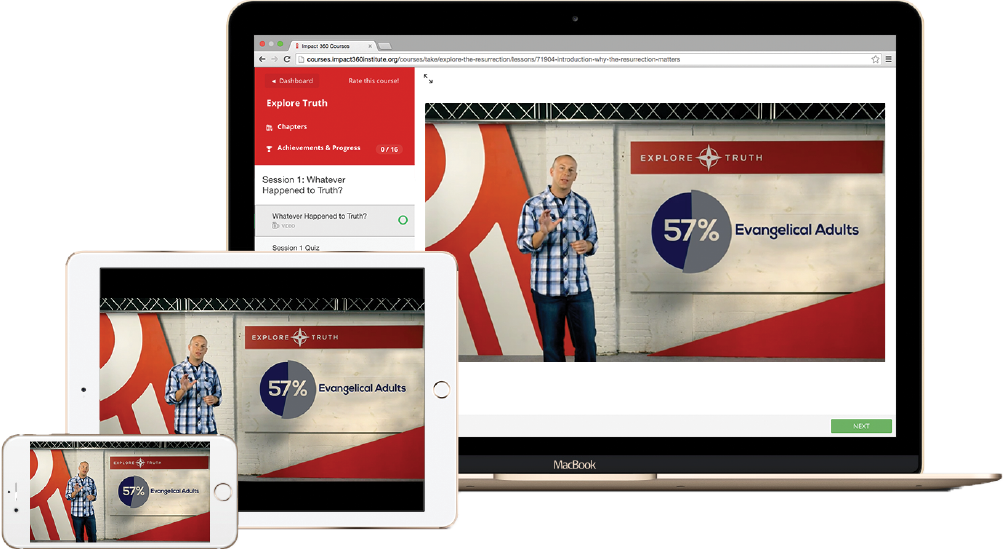 Impact 360 Courses
courses.impact360institute.org/courses/take/explore-the-resurrection/lessons/71904-introduction-why-the-resurrection-matters
Dashboard
Rate this course!
Explore Truth
Chapters
Achievements & Progress
0 / 16
Session 1: Whatever
Happened to Truth?
Whatever Happened to Truth?
VIDEO
Session 1 Quiz
EXPLORE TRUTH
57% Evangelical Adults
NEXT
MacBook
EXPLORE TRUTH
57% Evangelical Adults
EXPLORE TRUTH
57% Evangelical Adults